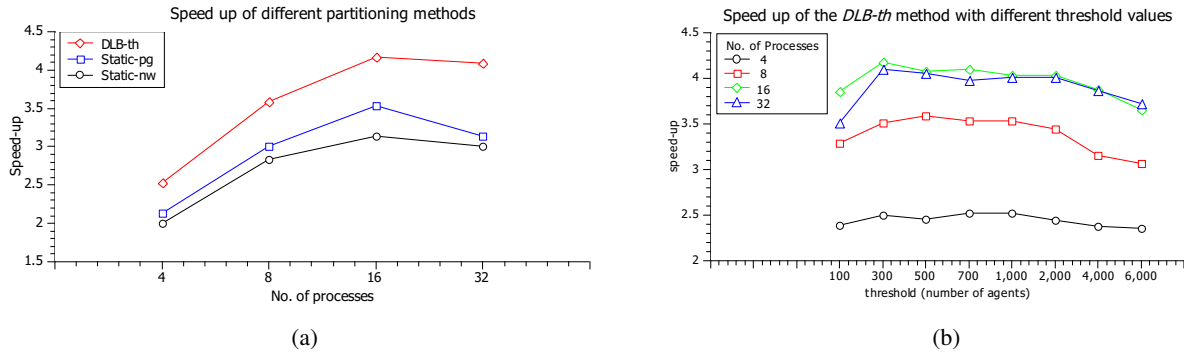 Speed up of different partitioning methods
4.5
4
3.5
3
2.5
2
1.5
Speed-up
DLB-th
Static-pg
Static-nw
4 8 16 32
No. of processes
(a)
Speed up of the DLB-th method with different threshold values
4.5
4
3.5
3
2.5
2
speed-up
No. of Processes
4
8
16
32
100 300 500 700 1,000 2,000 4,000 6,000
threshold (number of agents)
(b)